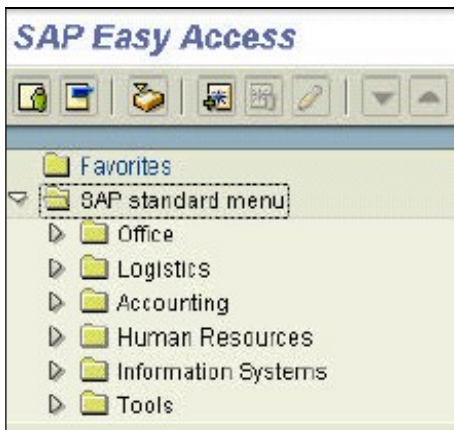 SAP Easy Access
Favorites
SAP standard menu
Office
Logistics
Accounting
Human Resources
Information Systems
Tools